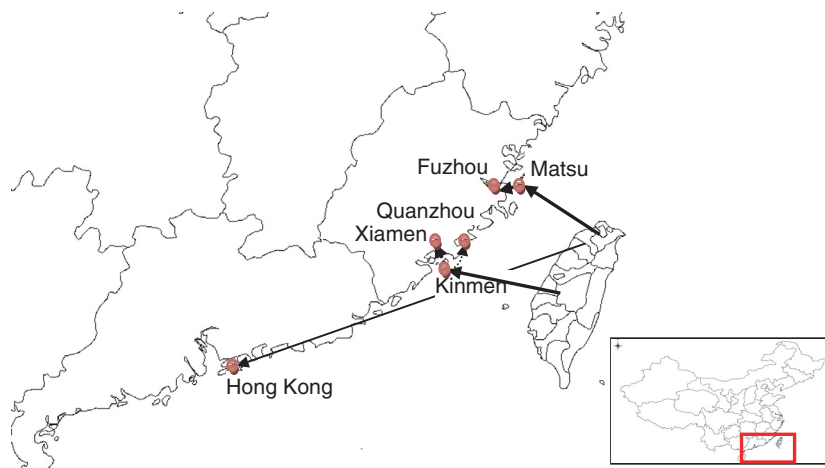 Fuzhou Matsu
Quanzhou
Xiamen
Kinmen
Hong Kong